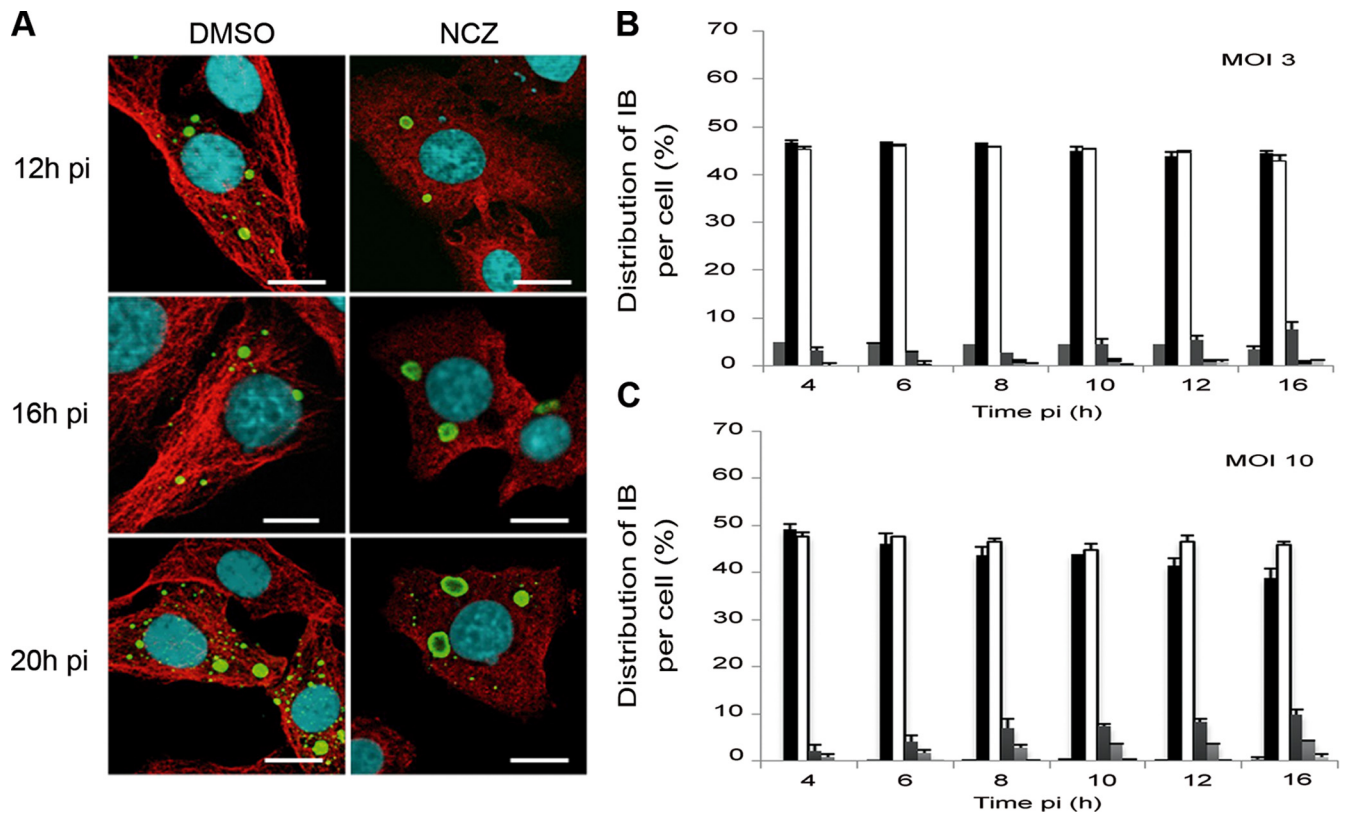 A
DMSO
NCZ
12h pi
16h pi
20h pi
B
MOI 3
Distribution of IB
per cell (%)
70
60
50
40
30
20
10
0
4 6 8 10 12 16
Time pi (h)
C
MOI 10
Distribution of IB
per cell (%)
70
60
50
40
30
20
10
0
4 6 8 10 12 16
Time pi (h)